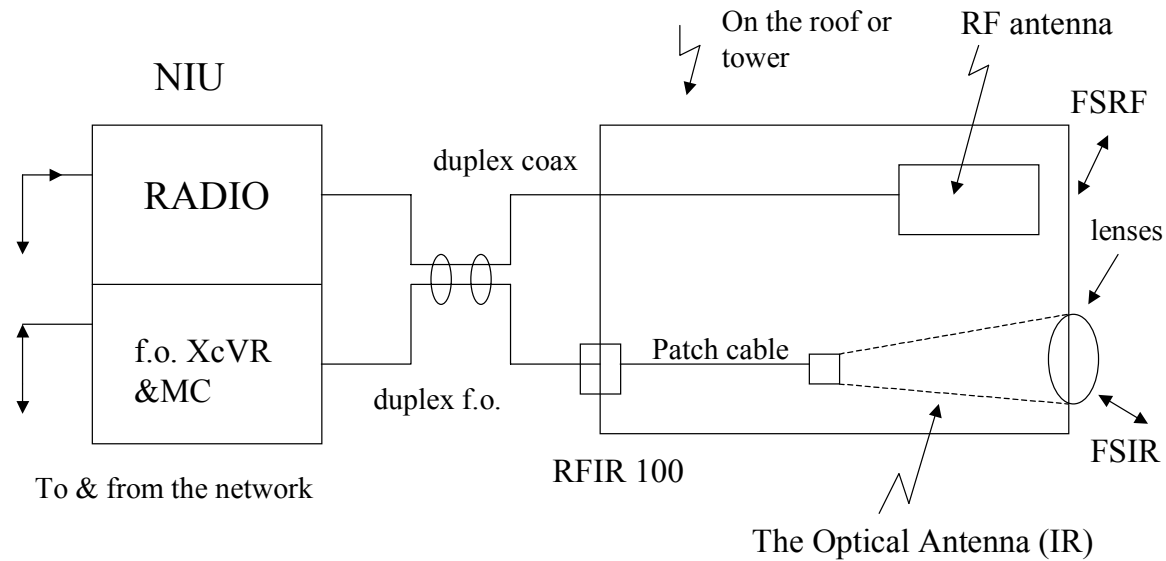 On the roof or
tower
RF antenna
NIU
FSRF
duplex coax
RADIO
lenses
f.o. XcVR
&MC
Patch cable
duplex f.o.
RFIR 100
FSIR
To & from the network
The Optical Antenna (IR)